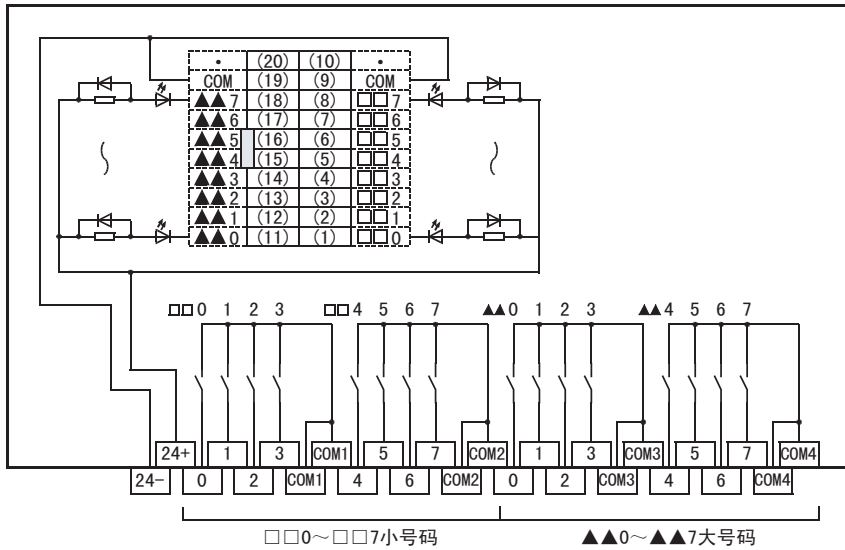 • (20) (10) •
COM (19) (9) COM
▲▲7 (18) (8) □□7
▲▲6 (17) (7) □□6
▲▲5 (16) (6) □□5
▲▲4 (15) (5) □□4
▲▲3 (14) (4) □□3
▲▲2 (13) (3) □□2
▲▲1 (12) (2) □□1
▲▲0 (11) (1) □□0
□□0 1 2 3 □□4 5 6 7 ▲▲0 1 2 3 ▲▲4 5 6 7
24+ 1 3 COM1 5 7 COM2 1 3 COM3 5 7 COM4
24− 0 2 COM1 4 6 COM2 0 2 COM3 4 6 COM4
□□0～□□7小号码 ▲▲0～▲▲7大号码